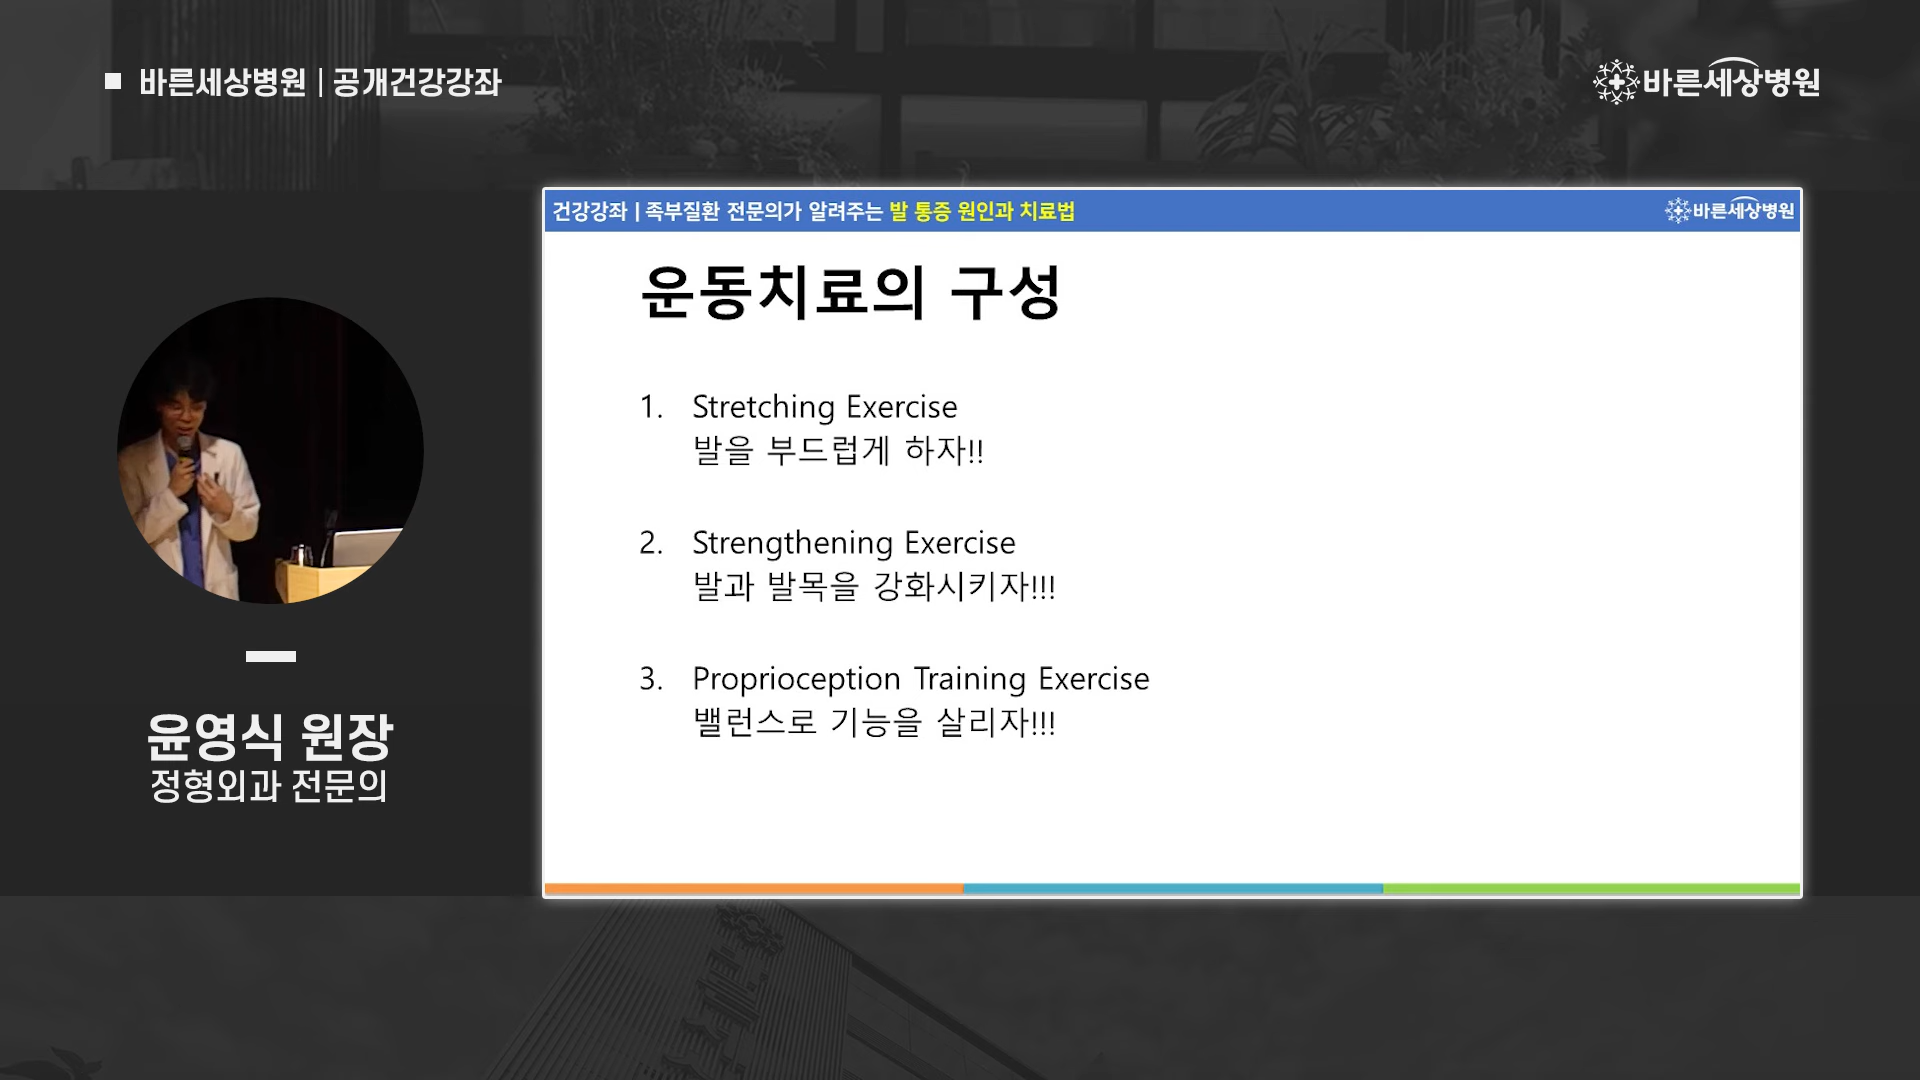 바른세상병원 | 공개건강강좌
바른세상병원
건강강좌 | 족부질환 전문의가 알려주는 발 통증 원인과 치료법
바른세상병원
운동치료의 구성
1. Stretching Exercise
발을 부드럽게 하자!!
2. Strengthening Exercise
발과 발목을 강화시키자!!!
3. Proprioception Training Exercise
밸런스로 기능을 살리자!!!
윤영식 원장
정형외과 전문의